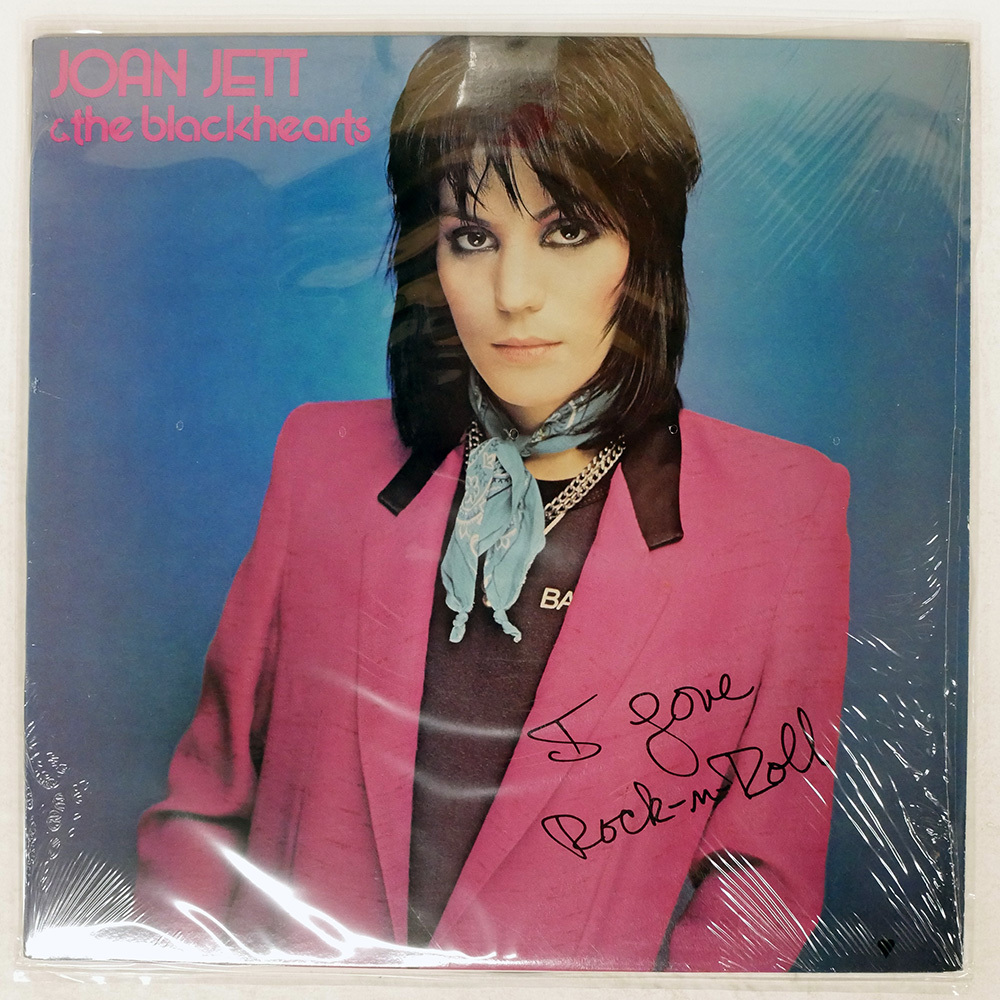 JOAN JETT
& the blackhearts
BA
I Love
Rock-n-Roll